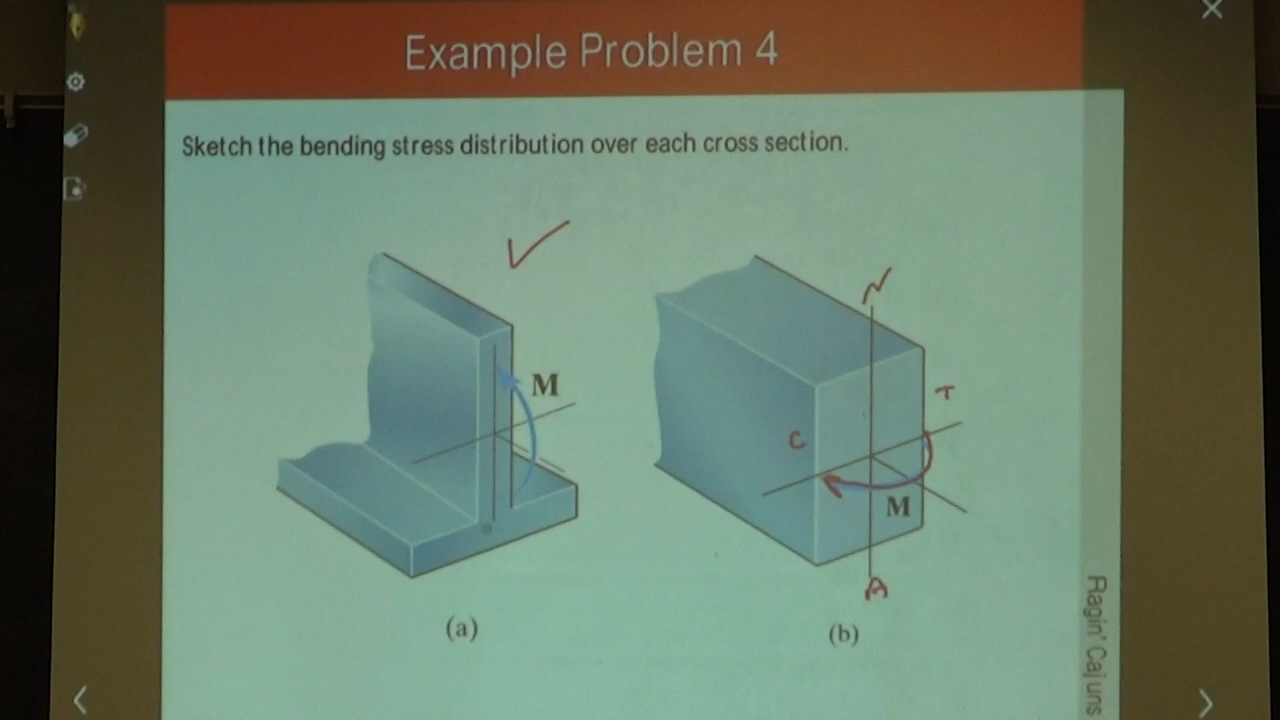 Example Problem 4
Sketch the bending stress distribution over each cross section.
N
M
T
C
M
A
(a)
(b)
Ragin' Cajuns